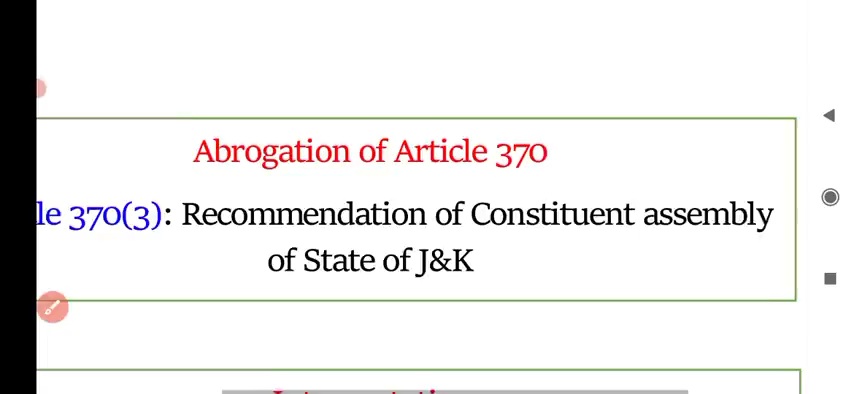 Abrogation of Article 370
le 370(3): Recommendation of Constituent assembly
of State of J&K